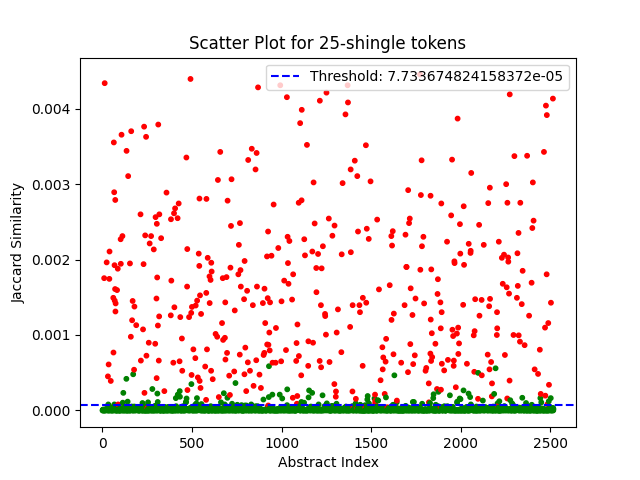 Scatter Plot for 25-shingle tokens
Threshold: 7.733674824158372e-05
0.004
0.003
0.002
0.001
0.000
Jaccard Similarity
0 500 1000 1500 2000 2500
Abstract Index